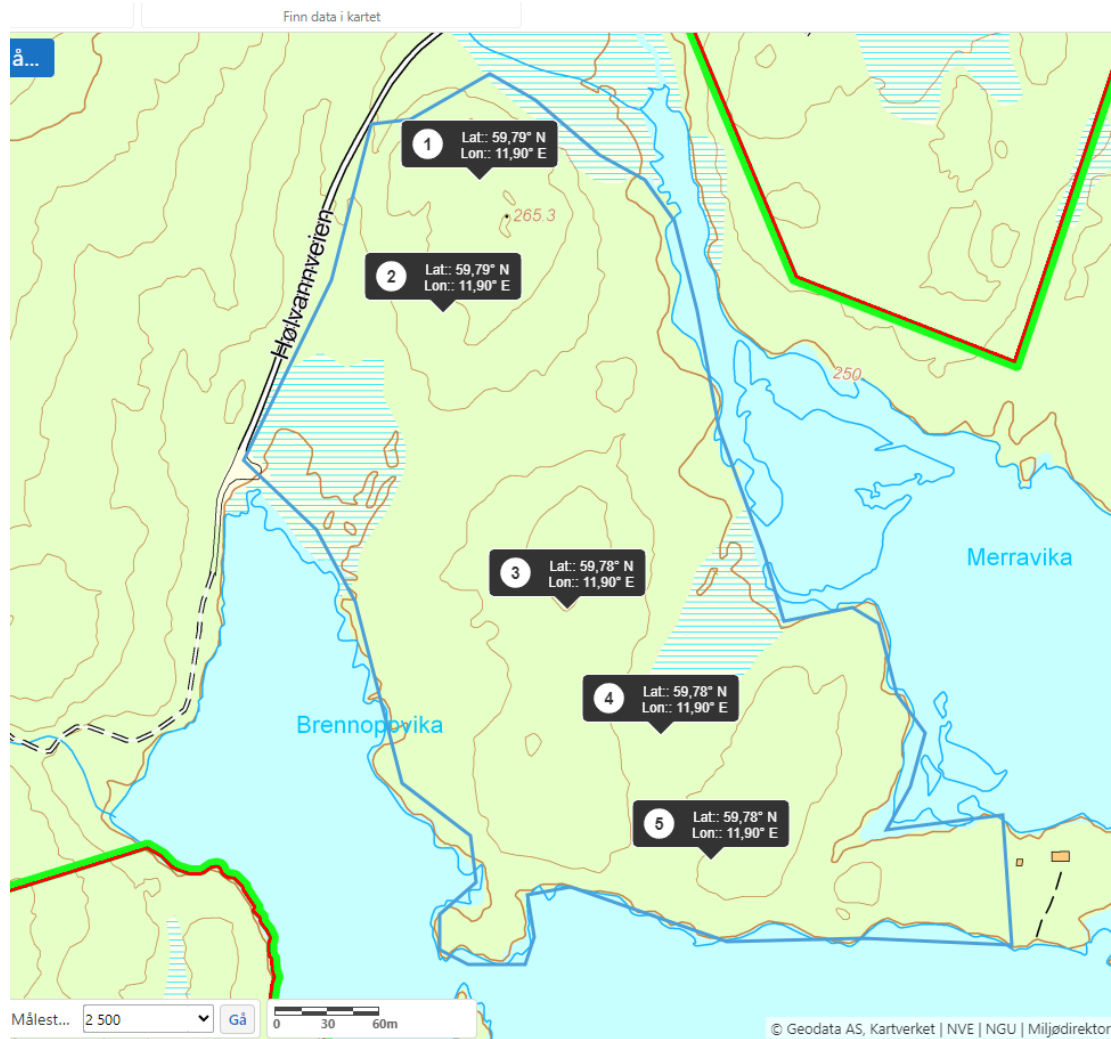 Finn data i kartet
å...
1
Lat:: 59,79° N
Lon:: 11,90° E
265.3
2
Lat:: 59,79° N
Lon:: 11,90° E
Hølvannveien
250
3
Lat:: 59,78° N
Lon:: 11,90° E
Merravika
4
Lat:: 59,78° N
Lon:: 11,90° E
Brennopovika
5
Lat:: 59,78° N
Lon:: 11,90° E
Målest... 2 500 Gå
0 30 60m
© Geodata AS, Kartverket | NVE | NGU | Miljødirektor